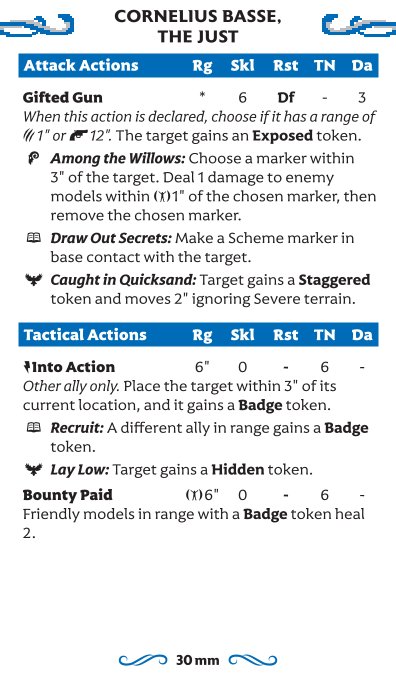 CORNELIUS BASSE,
THE JUST
Attack Actions Rg Skl Rst TN Da
Gifted Gun * 6 Df - 3
When this action is declared, choose if it has a range of
1" or 12". The target gains an Exposed token.
Among the Willows: Choose a marker within
3" of the target. Deal 1 damage to enemy
models within 1" of the chosen marker, then
remove the chosen marker.
Draw Out Secrets: Make a Scheme marker in
base contact with the target.
Caught in Quicksand: Target gains a Staggered
token and moves 2" ignoring Severe terrain.
Tactical Actions Rg Skl Rst TN Da
Into Action 6" 0 - 6 -
Other ally only. Place the target within 3" of its
current location, and it gains a Badge token.
Recruit: A different ally in range gains a Badge
token.
Lay Low: Target gains a Hidden token.
Bounty Paid 6" 0 - 6 -
Friendly models in range with a Badge token heal
2.
30 mm